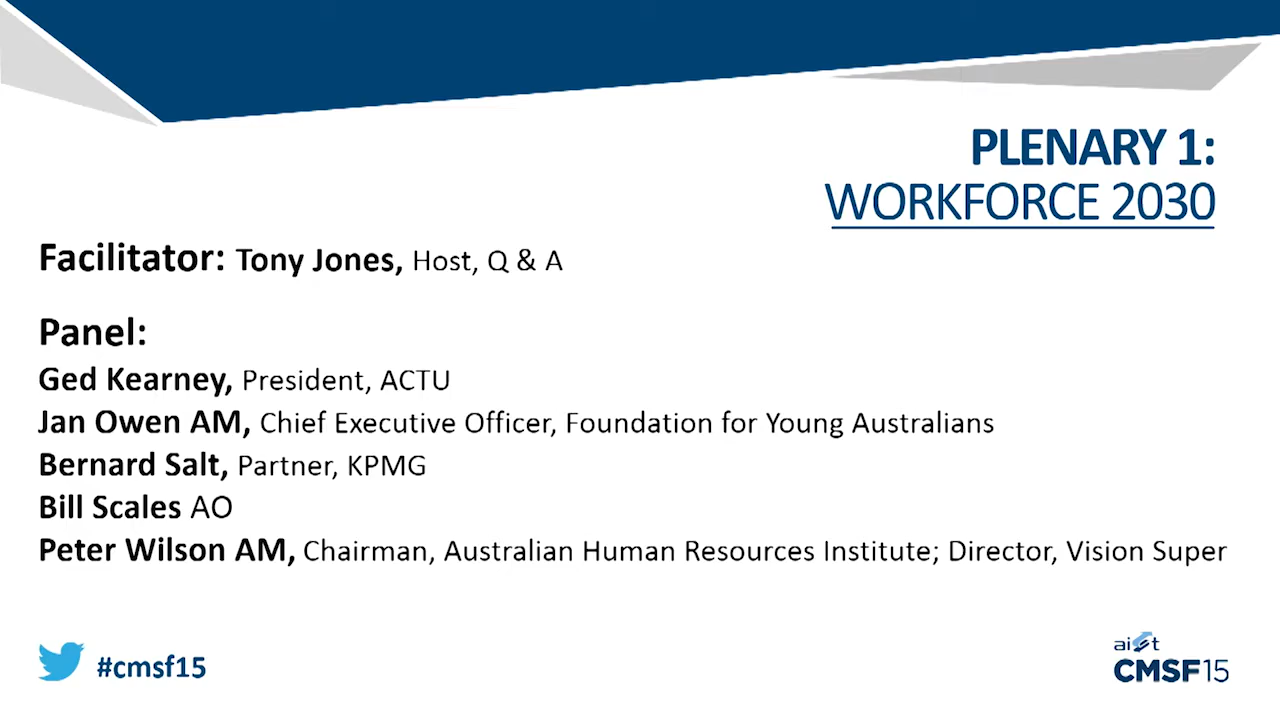 PLENARY 1:
WORKFORCE 2030
Facilitator: Tony Jones, Host, Q & A
Panel:
Ged Kearney, President, ACTU
Jan Owen AM, Chief Executive Officer, Foundation for Young Australians
Bernard Salt, Partner, KPMG
Bill Scales AO
Peter Wilson AM, Chairman, Australian Human Resources Institute; Director, Vision Super
#cmsf15
aist
CMSF15